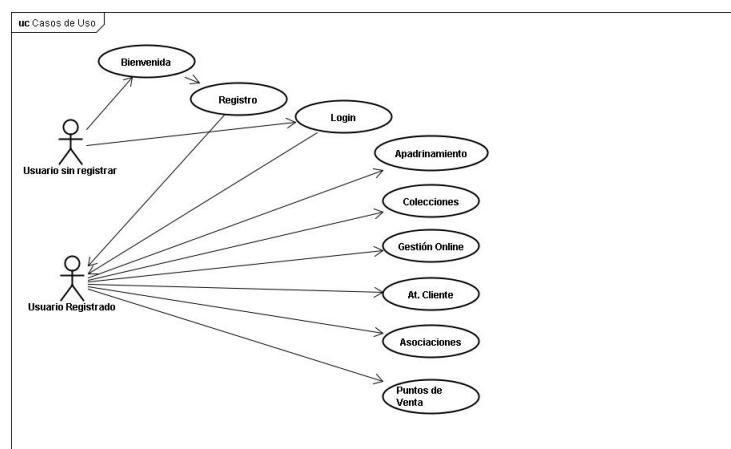 uc Casos de Uso
Bienvenida
Registro
Login
Usuario sin registrar
Apadrinamiento
Colecciones
Gestión Online
Usuario Registrado
At. Cliente
Asociaciones
Puntos de
Venta